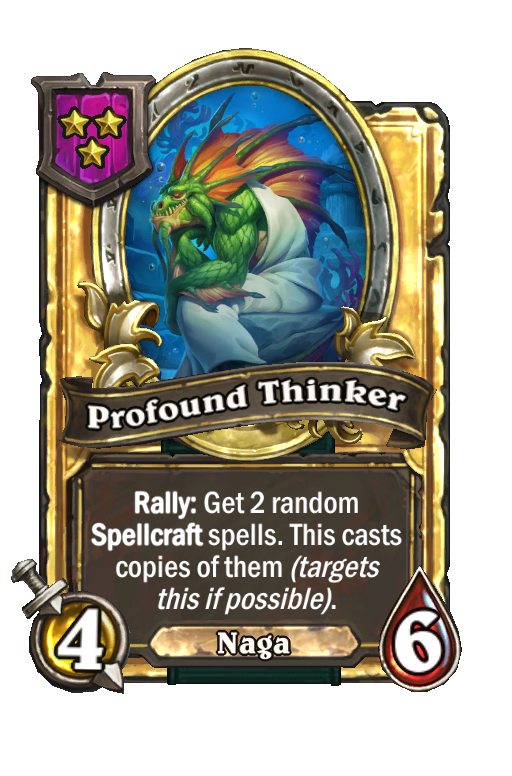 Profound Thinker
Rally: Get 2 random
Spellcraft spells. This casts
copies of them (targets
this if possible).
4
Naga
6